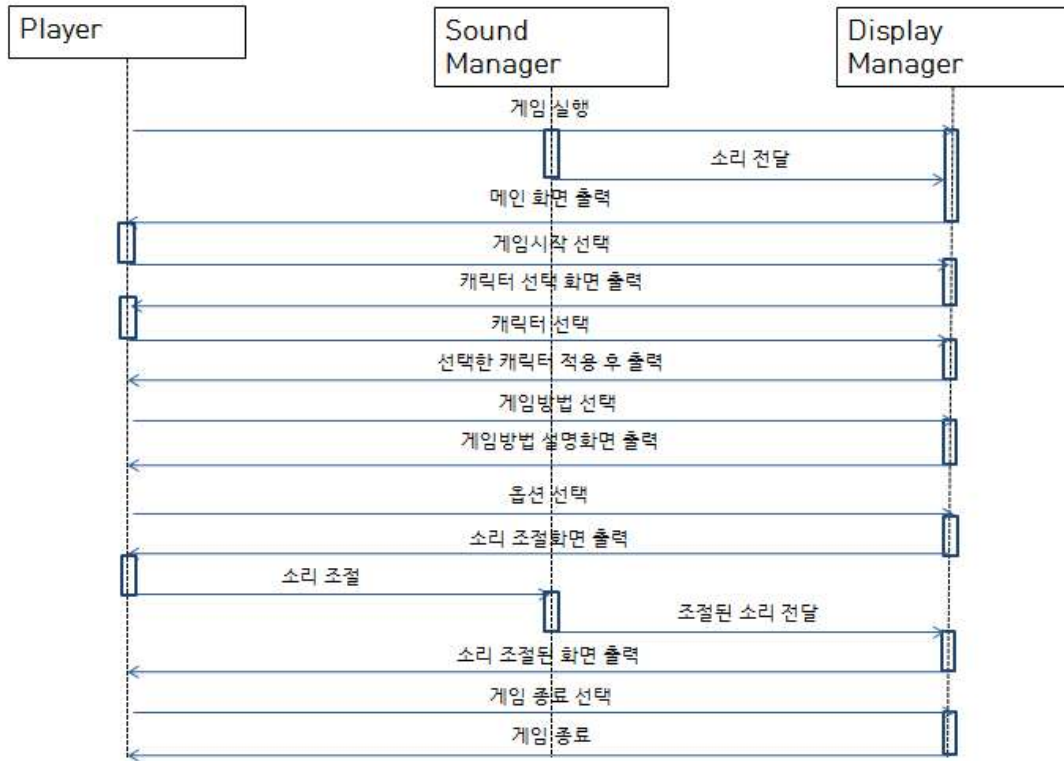 Player
Sound
Manager
Display
Manager
게임 실행
소리 전달
메인 화면 출력
게임시작 선택
캐릭터 선택 화면 출력
캐릭터 선택
선택한 캐릭터 적용 후 출력
게임방법 선택
게임방법 설명화면 출력
옵션 선택
소리 조절화면 출력
소리 조절
조절된 소리 전달
소리 조절된 화면 출력
게임 종료 선택
게임 종료